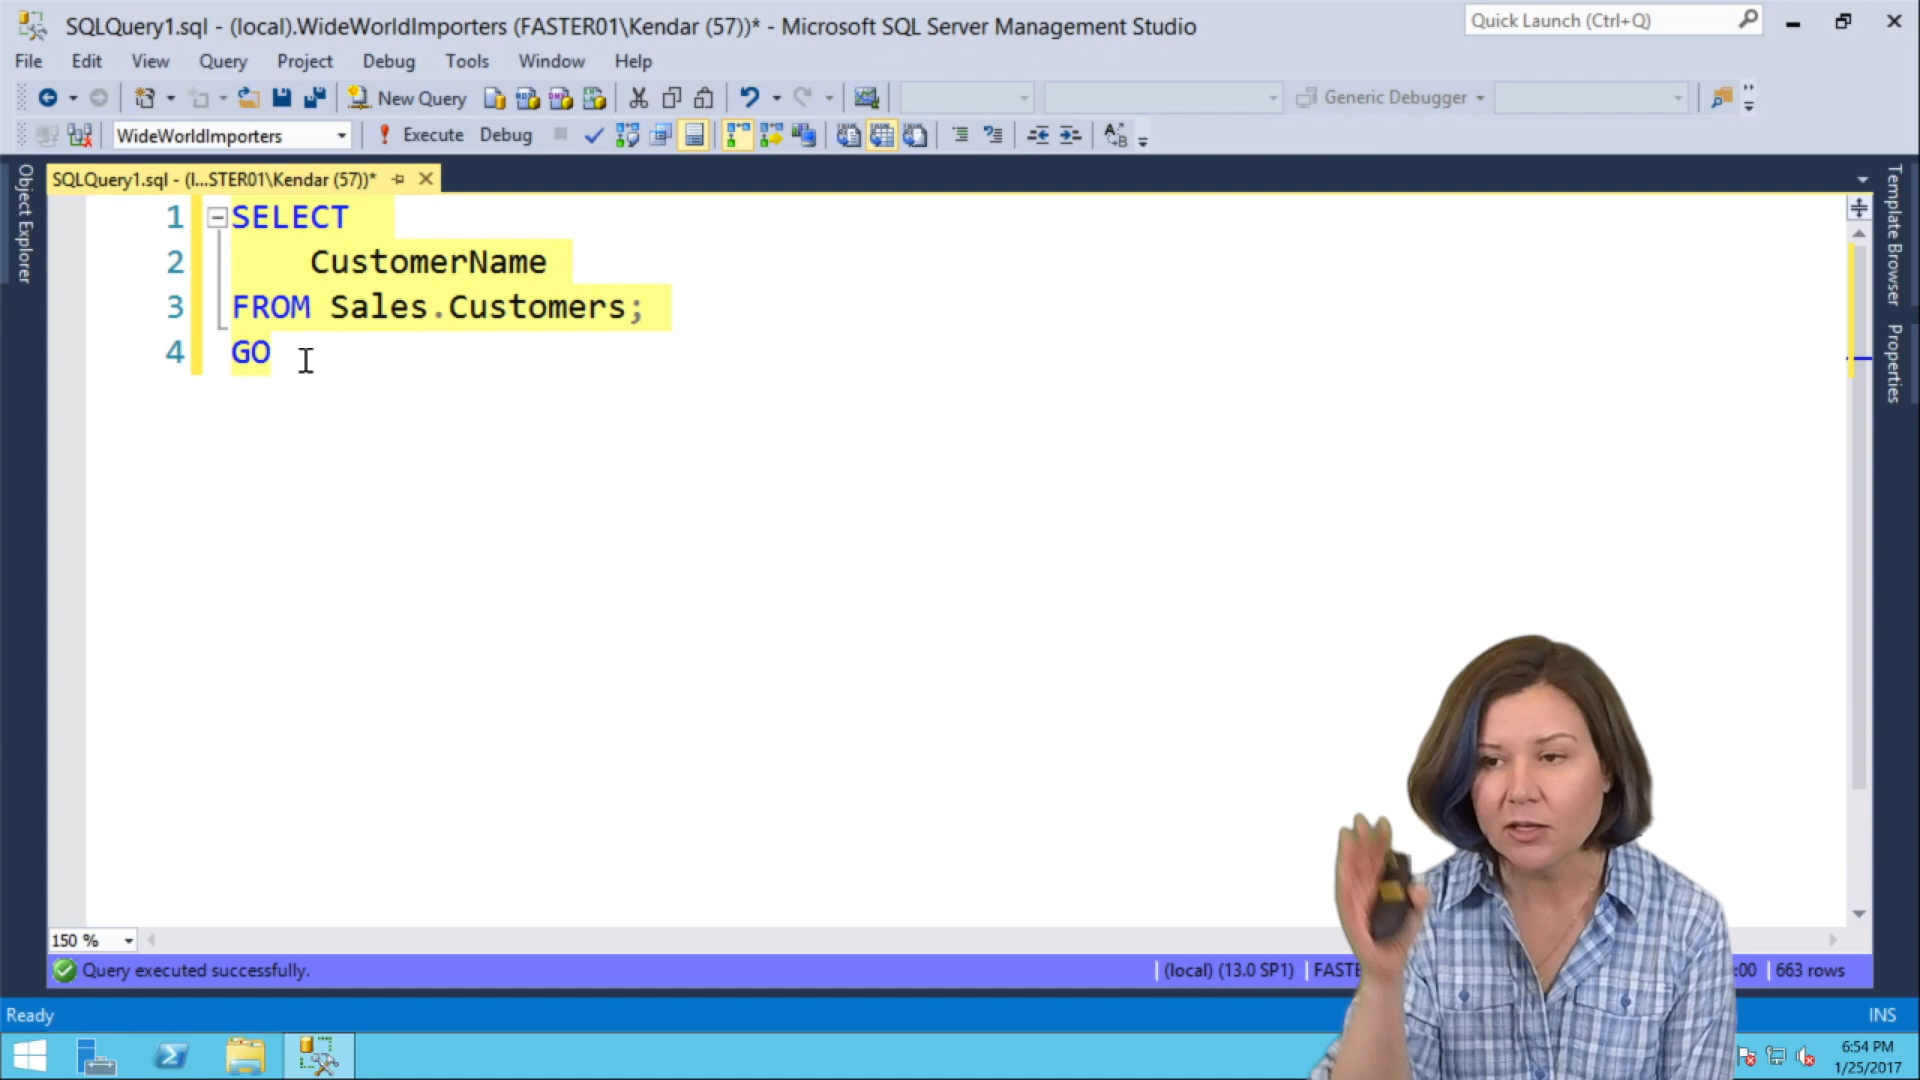 SQLQuery1.sql - (local).WideWorldImporters (FASTER01\Kendar (57))* - Microsoft SQL Server Management Studio
Quick Launch (Ctrl+Q)
File Edit View Query Project Debug Tools Window Help
New Query
Generic Debugger
WideWorldImporters
Execute Debug
Object Explorer
SQLQuery1.sql - (l...STER01\Kendar (57))*
Template Browser
Properties
1 SELECT
2 CustomerName
3 FROM Sales.Customers;
4 GO
150 %
Query executed successfully.
(local) (13.0 SP1) FASTE :00 663 rows
Ready
INS
6:54 PM
1/25/2017